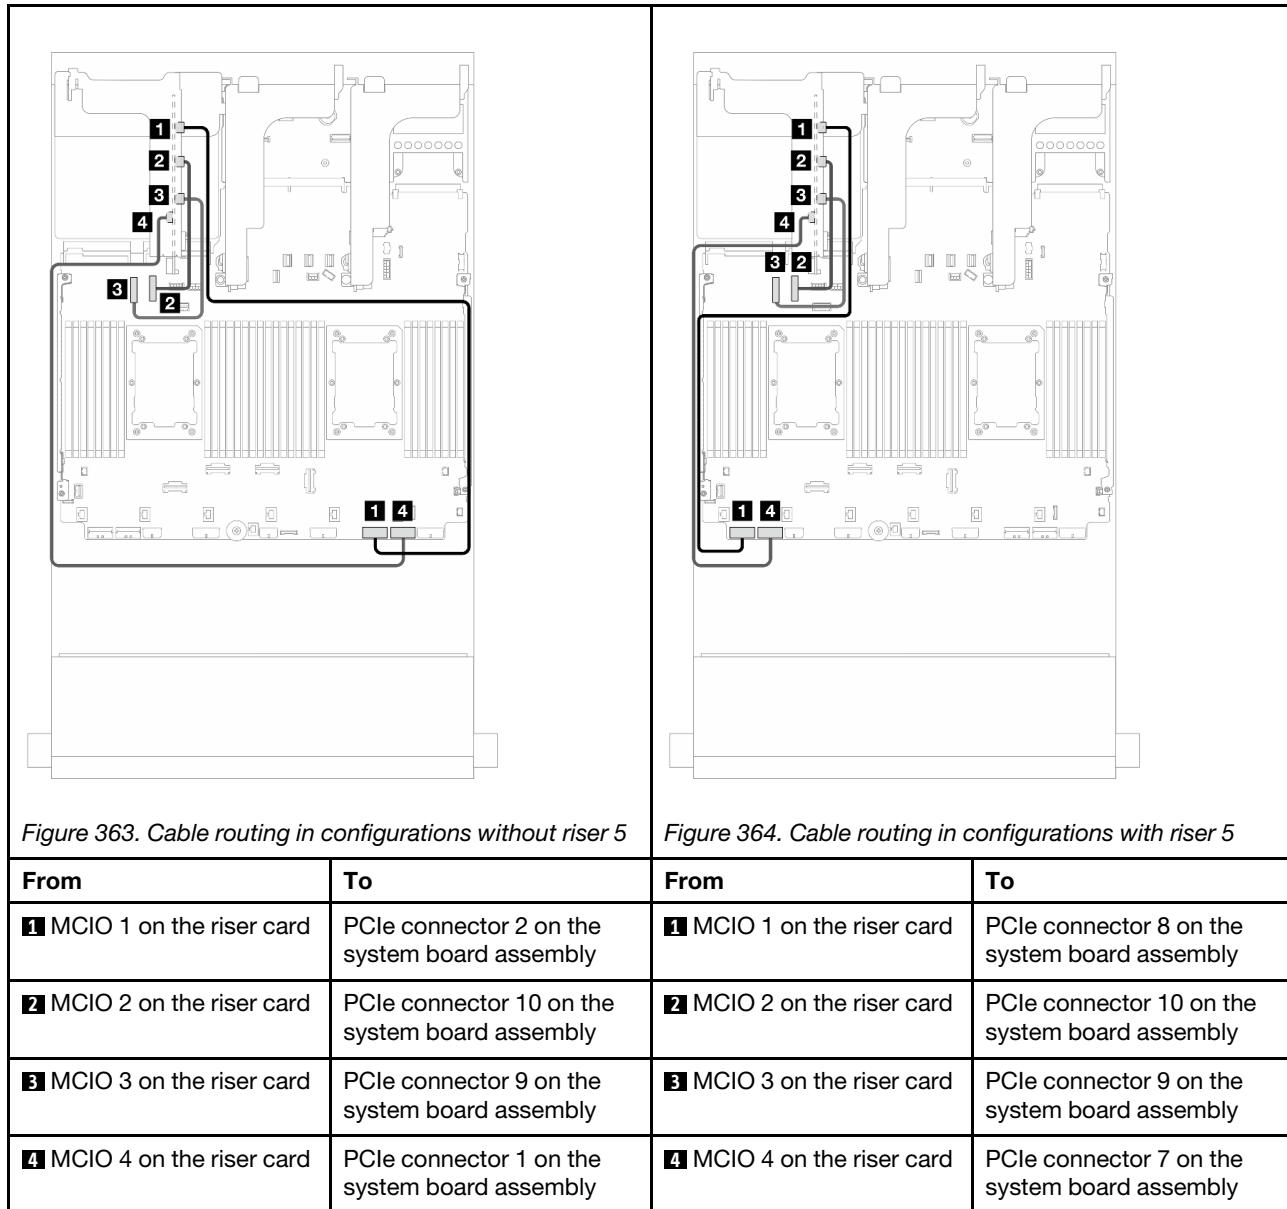 1
2
3
4
3
2
1 4
Figure 363. Cable routing in configurations without riser 5
1
2
3
4
3 2
1 4
Figure 364. Cable routing in configurations with riser 5
From To From To
1 MCIO 1 on the riser card
PCIe connector 2 on the
system board assembly
1 MCIO 1 on the riser card
PCIe connector 8 on the
system board assembly
2 MCIO 2 on the riser card
PCIe connector 10 on the
system board assembly
2 MCIO 2 on the riser card
PCIe connector 10 on the
system board assembly
3 MCIO 3 on the riser card
PCIe connector 9 on the
system board assembly
3 MCIO 3 on the riser card
PCIe connector 9 on the
system board assembly
4 MCIO 4 on the riser card
PCIe connector 1 on the
system board assembly
4 MCIO 4 on the riser card
PCIe connector 7 on the
system board assembly